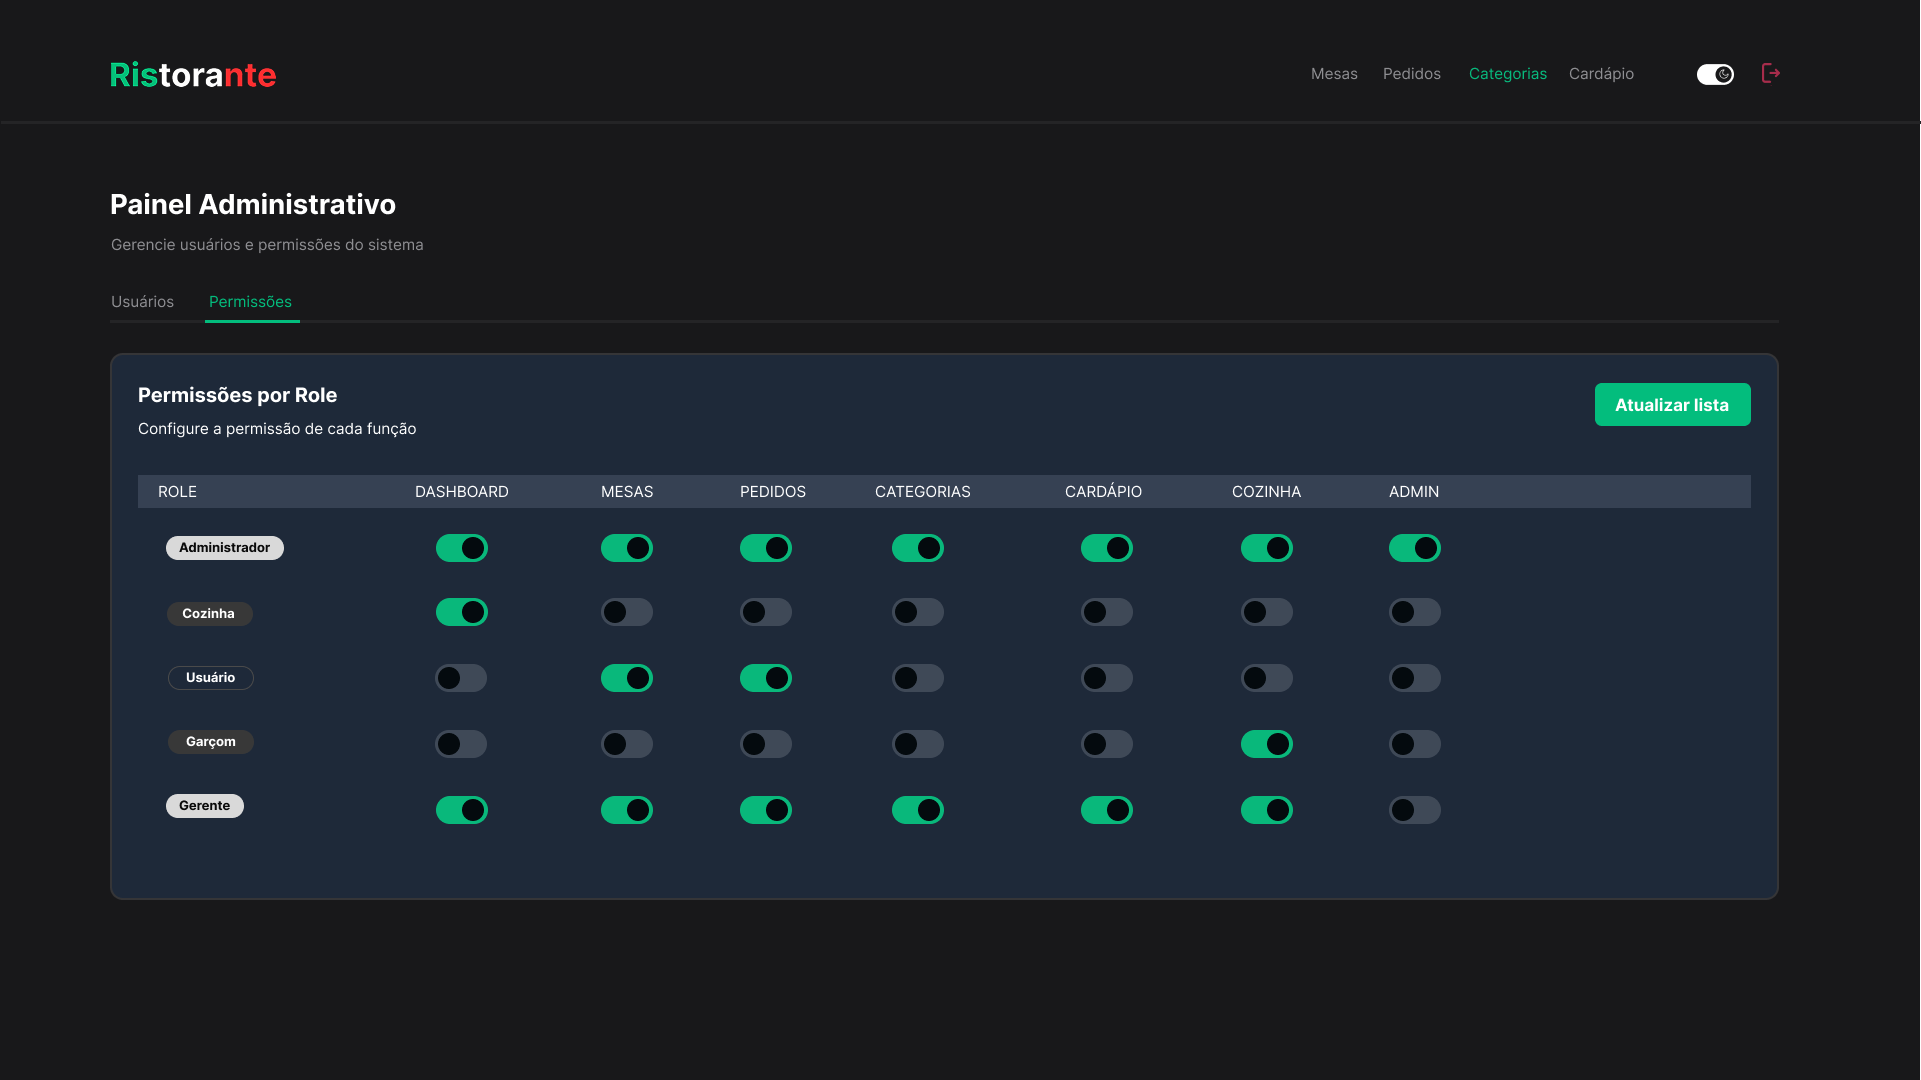 Ristorante
Mesas Pedidos Categorias Cardápio
Painel Administrativo
Gerencie usuários e permissões do sistema
Usuários Permissões
Permissões por Role
Atualizar lista
Configure a permissão de cada função
ROLE DASHBOARD MESAS PEDIDOS CATEGORIAS CARDÁPIO COZINHA ADMIN
Administrador
Cozinha
Usuário
Garçom
Gerente